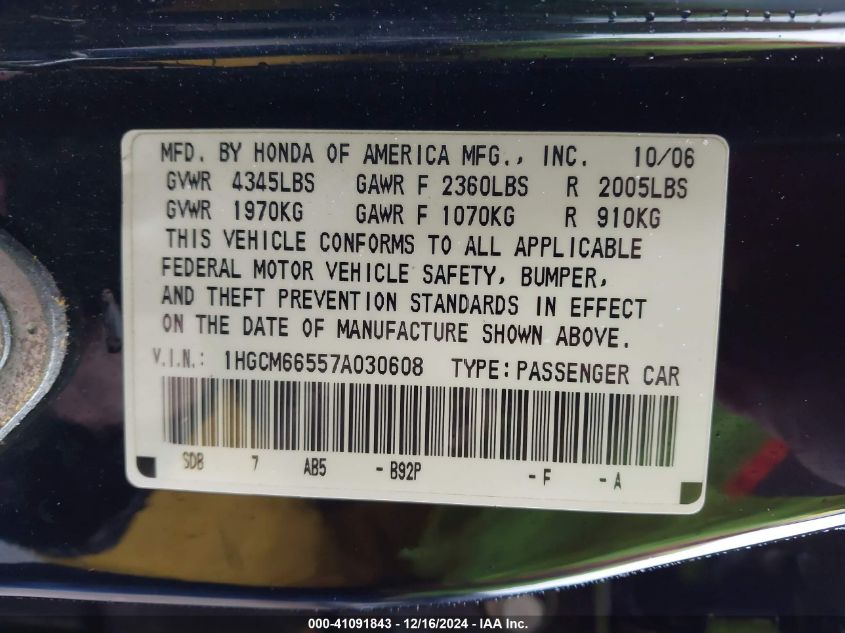 MFD. BY HONDA OF AMERICA MFG., INC. 10/06
GVWR 4345LBS GAWR F 2360LBS R 2005LBS
GVWR 1970KG GAWR F 1070KG R 910KG
THIS VEHICLE CONFORMS TO ALL APPLICABLE
FEDERAL MOTOR VEHICLE SAFETY, BUMPER,
AND THEFT PREVENTION STANDARDS IN EFFECT
ON THE DATE OF MANUFACTURE SHOWN ABOVE.
V.I.N.: 1HGCM66557A030608 TYPE:PASSENGER CAR
SDB 7 AB5 -B92P -F -A
000-41091843 - 12/16/2024 - IAA Inc.